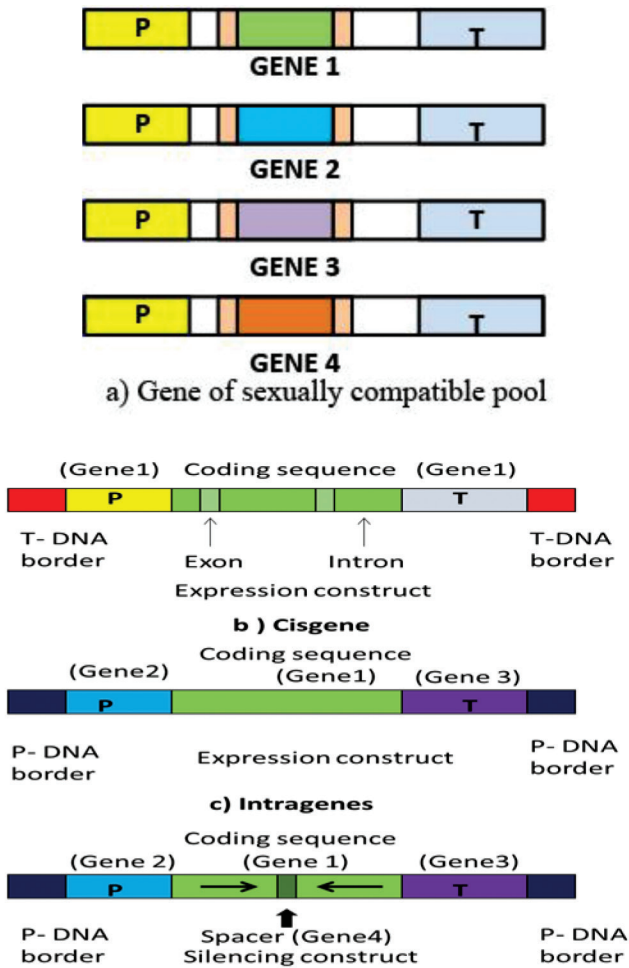 P T
GENE 1
P T
GENE 2
P T
GENE 3
P T
GENE 4
a) Gene of sexually compatible pool
(Gene1) Coding sequence (Gene1)
P T
T- DNA border Exon Intron T-DNA border
Expression construct
b ) Cisgene
Coding sequence
(Gene2) (Gene1) (Gene 3)
P T
P- DNA border Expression construct P- DNA border
c) Intragenes
Coding sequence
(Gene 2) (Gene 1) (Gene3)
P T
P- DNA border Spacer (Gene4) P- DNA border
Silencing construct